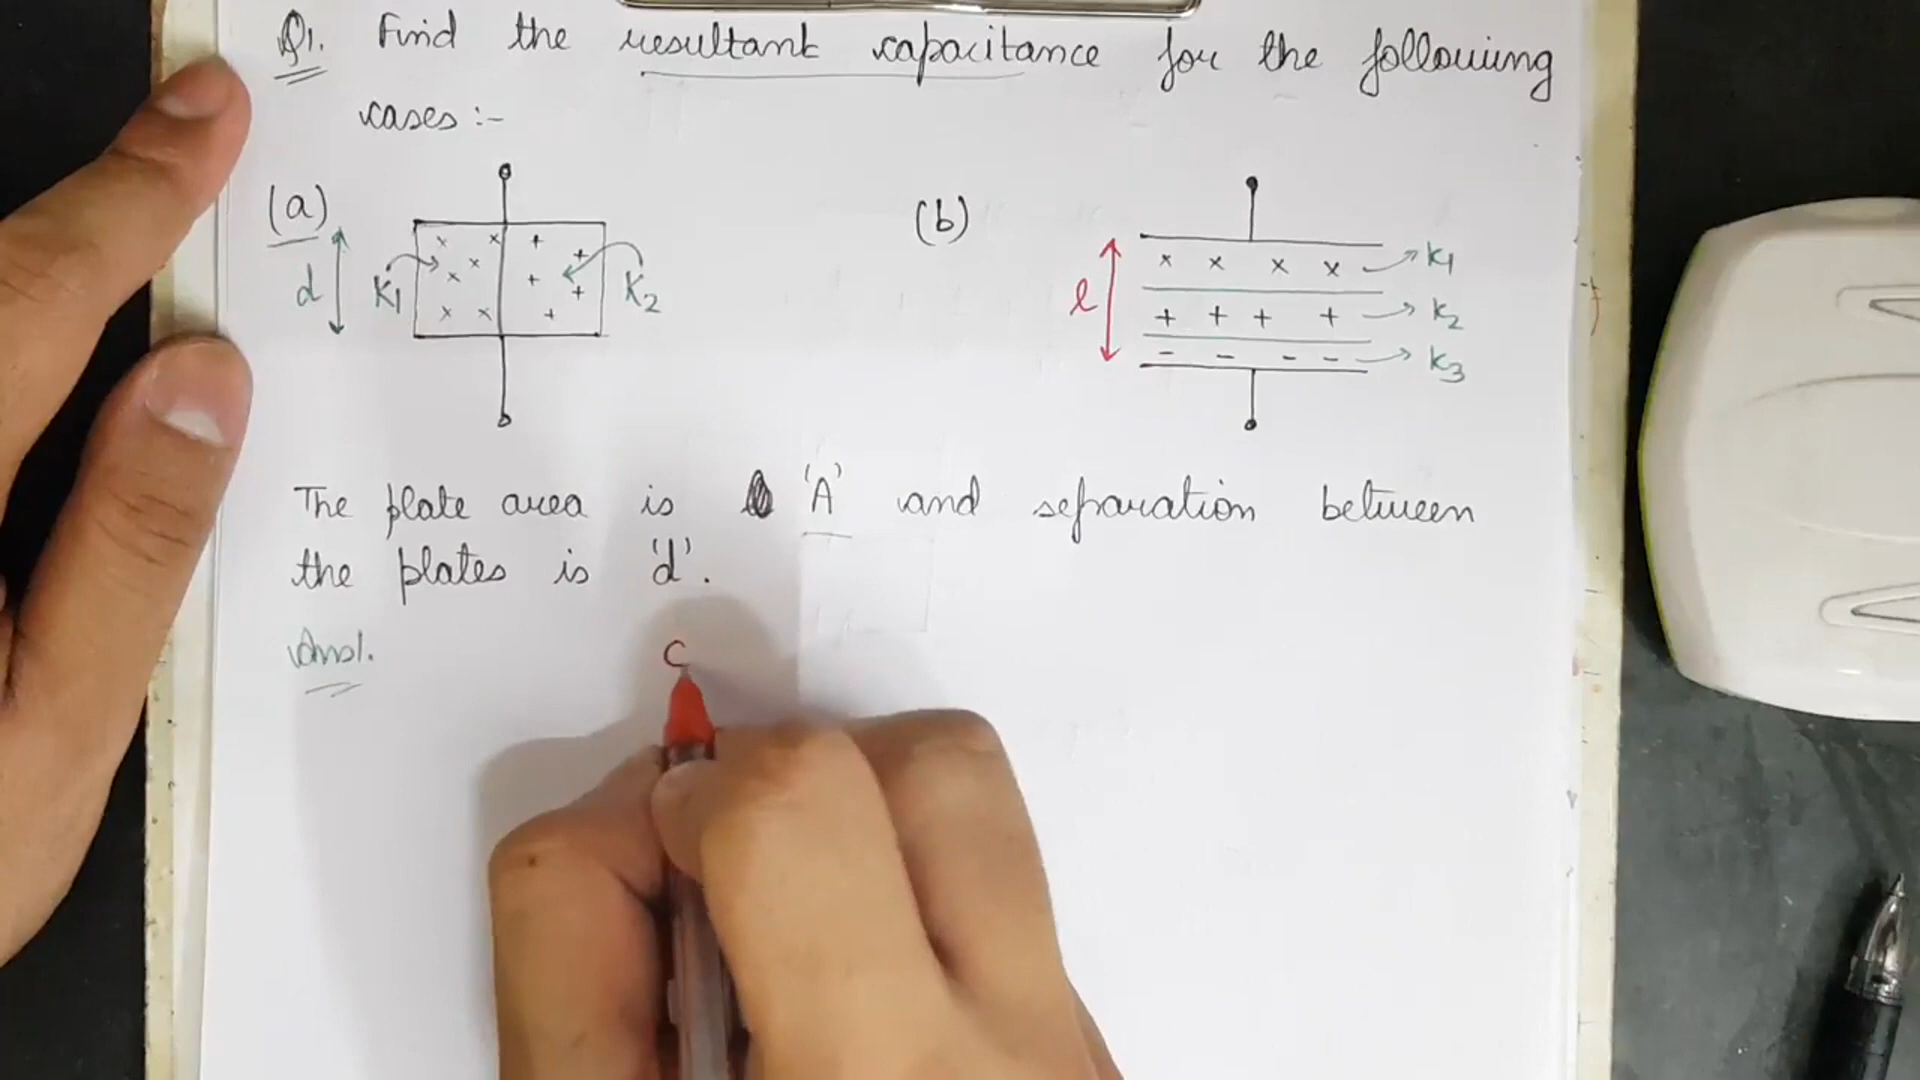 Q1. Find the resultant capacitance for the following
cases :-
(a)
d
K1
K2
(b)
l
K1
K2
K3
The plate area is 'A' and separation between
the plates is 'd'.
Ans1.
C